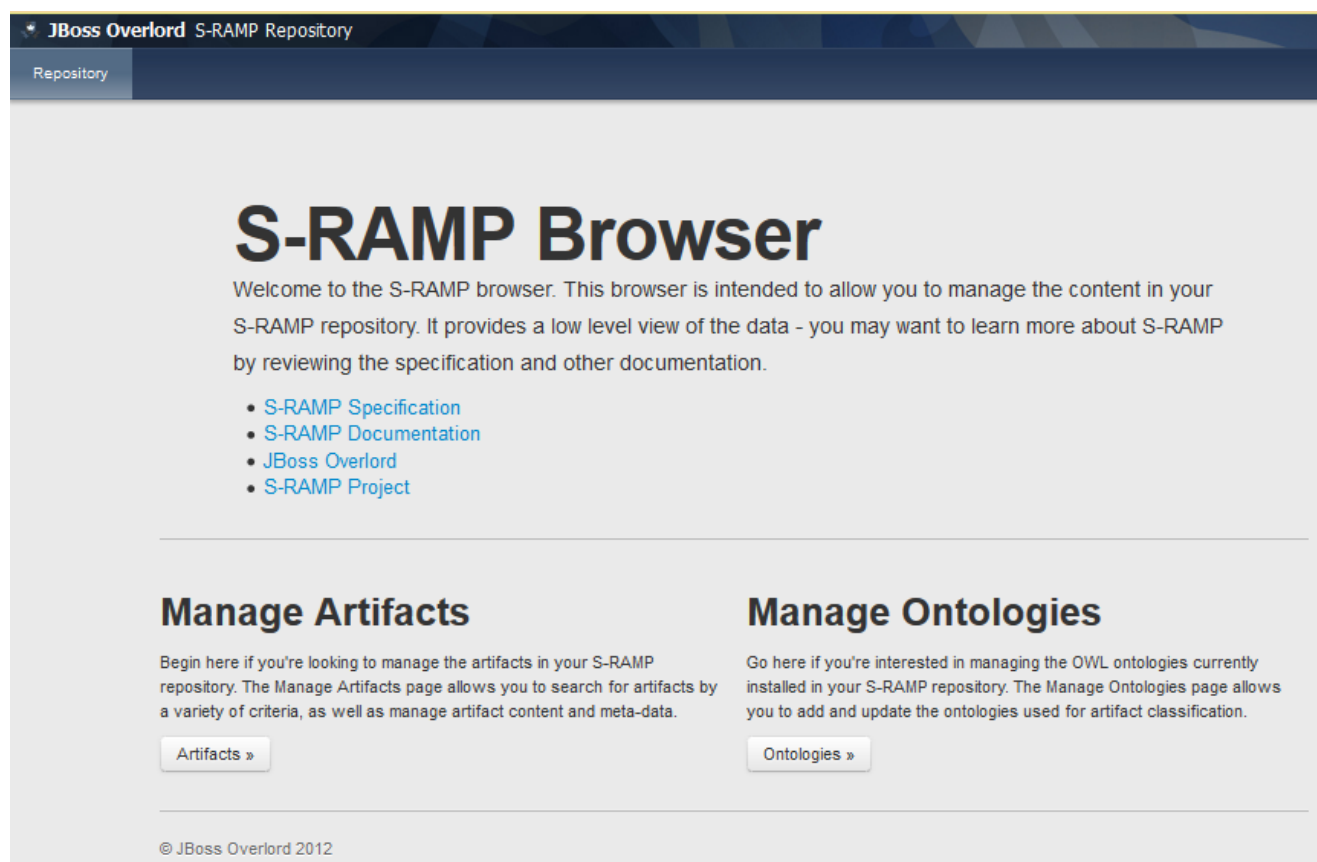 JBoss Overlord S-RAMP Repository
Repository
S-RAMP Browser
Welcome to the S-RAMP browser. This browser is intended to allow you to manage the content in your
S-RAMP repository. It provides a low level view of the data - you may want to learn more about S-RAMP
by reviewing the specification and other documentation.
• S-RAMP Specification
• S-RAMP Documentation
• JBoss Overlord
• S-RAMP Project
Manage Artifacts
Begin here if you're looking to manage the artifacts in your S-RAMP
repository. The Manage Artifacts page allows you to search for artifacts by
a variety of criteria, as well as manage artifact content and meta-data.
Artifacts »
Manage Ontologies
Go here if you're interested in managing the OWL ontologies currently
installed in your S-RAMP repository. The Manage Ontologies page allows
you to add and update the ontologies used for artifact classification.
Ontologies »
© JBoss Overlord 2012